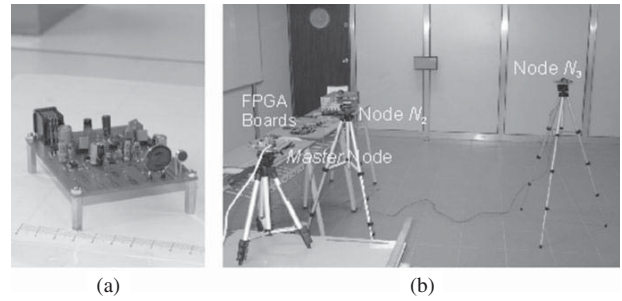 FPGA
Boards
Node N2
Node N3
Master Node
(a)
(b)